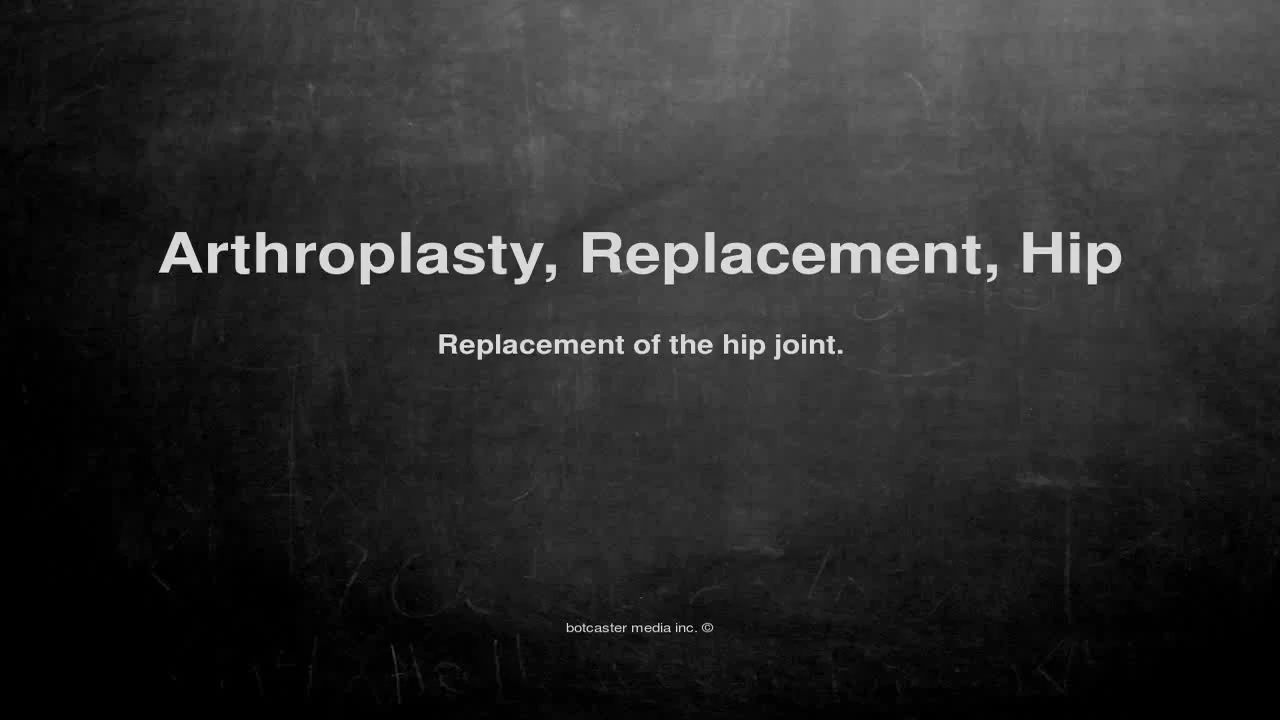 Arthroplasty, Replacement, Hip
Replacement of the hip joint.
botcaster media inc. ©